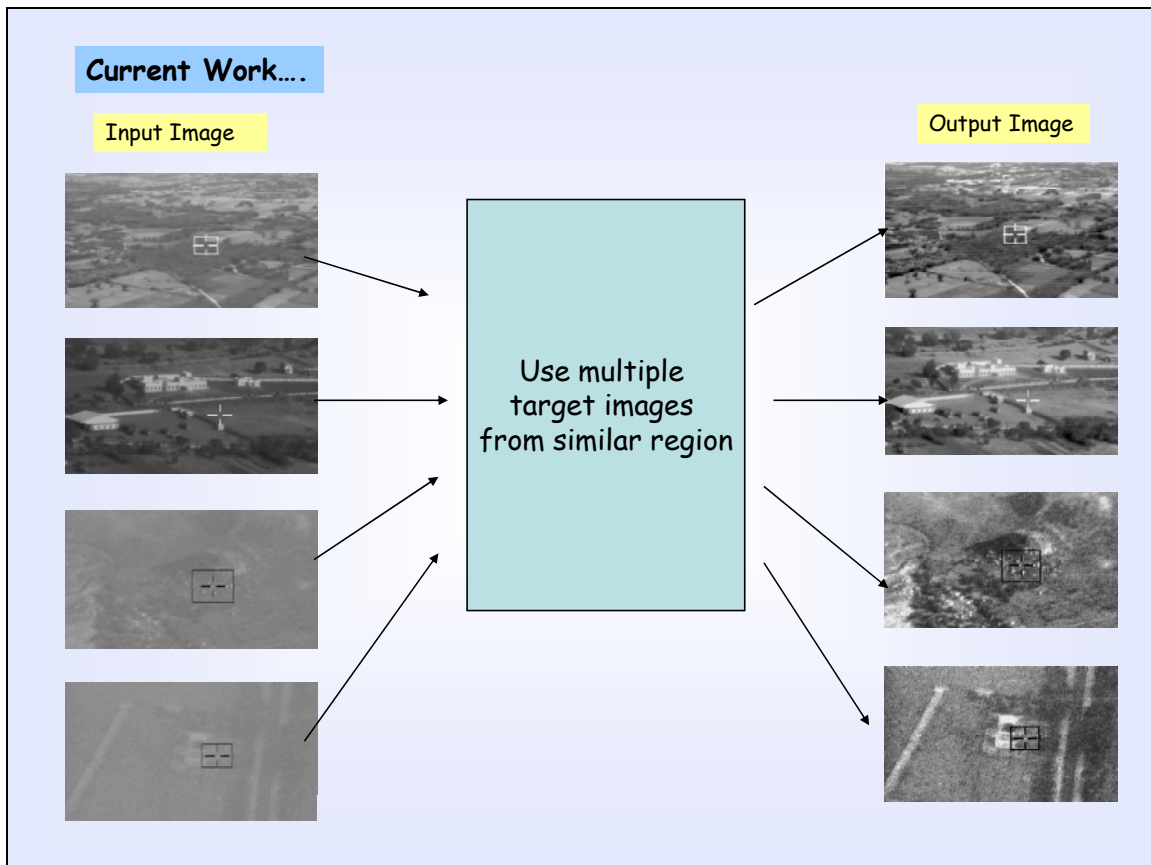 Current Work….
Input Image
Output Image
Use multiple
target images
from similar region